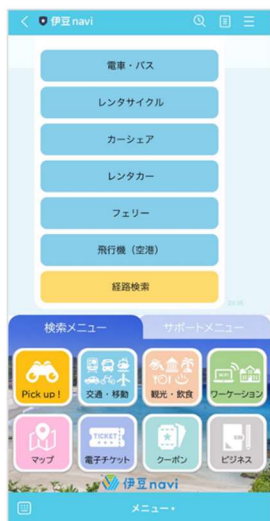 伊豆navi
電車・バス
レンタサイクル
カーシェア
レンタカー
フェリー
飛行機（空港）
経路検索
検索メニュー
サポートメニュー
Pick up！
交通・移動
観光・飲食
WiFi
ワーケーション
マップ
TICKET
電子チケット
クーポン
ビジネス
伊豆navi
メニュー